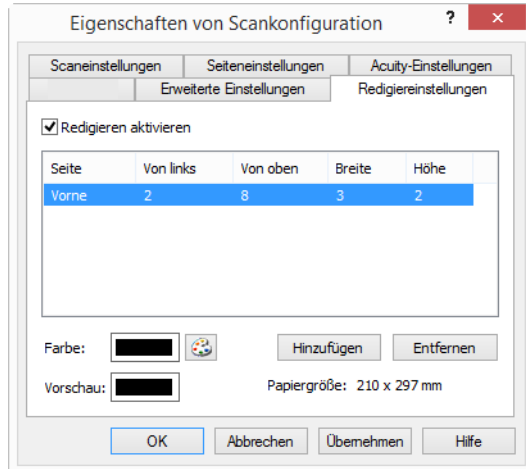 Eigenschaften von Scankonfiguration ?
Scaneinstellungen Seiteneinstellungen Acuity-Einstellungen
Erweiterte Einstellungen Redigiereinstellungen
Redigieren aktivieren
Seite Von links Von oben Breite Höhe
Vorne 2 8 3 2
Farbe: Hinzufügen Entfernen
Vorschau: Papiergröße: 210 x 297 mm
OK Abbrechen Übernehmen Hilfe